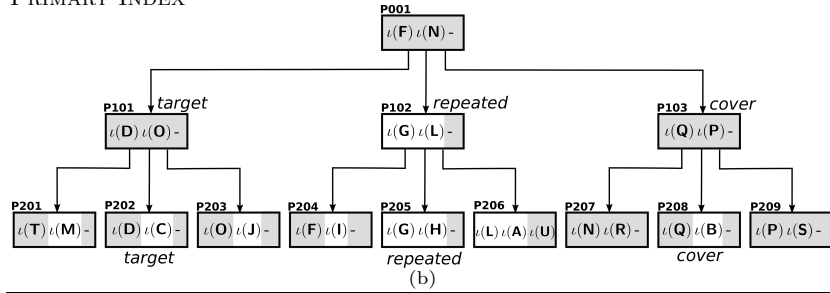 PRIMARY INDEX
P001
ι(F) ι(N) -
P101 target
ι(D) ι(O) -
P102 repeated
ι(G) ι(L) -
P103 cover
ι(Q) ι(P) -
P201
ι(T) ι(M) -
P202
ι(D) ι(C) -
target
P203
ι(O) ι(J) -
P204
ι(F) ι(I) -
P205
ι(G) ι(H) -
repeated
P206
ι(L) ι(A) ι(U)
P207
ι(N) ι(R) -
P208
ι(Q) ι(B) -
cover
P209
ι(P) ι(S) -
(b)